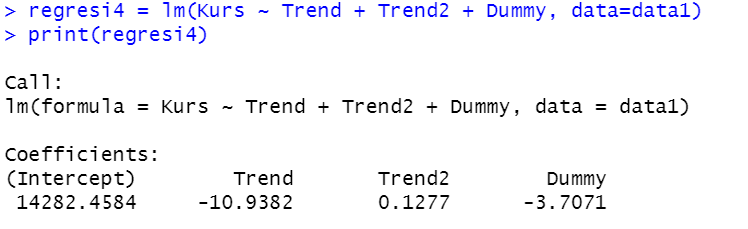 > regresi4 = lm(Kurs ~ Trend + Trend2 + Dummy, data=data1)
> print(regresi4)
Call:
lm(formula = Kurs ~ Trend + Trend2 + Dummy, data = data1)
Coefficients:
(Intercept) Trend Trend2 Dummy
14282.4584 -10.9382 0.1277 -3.7071